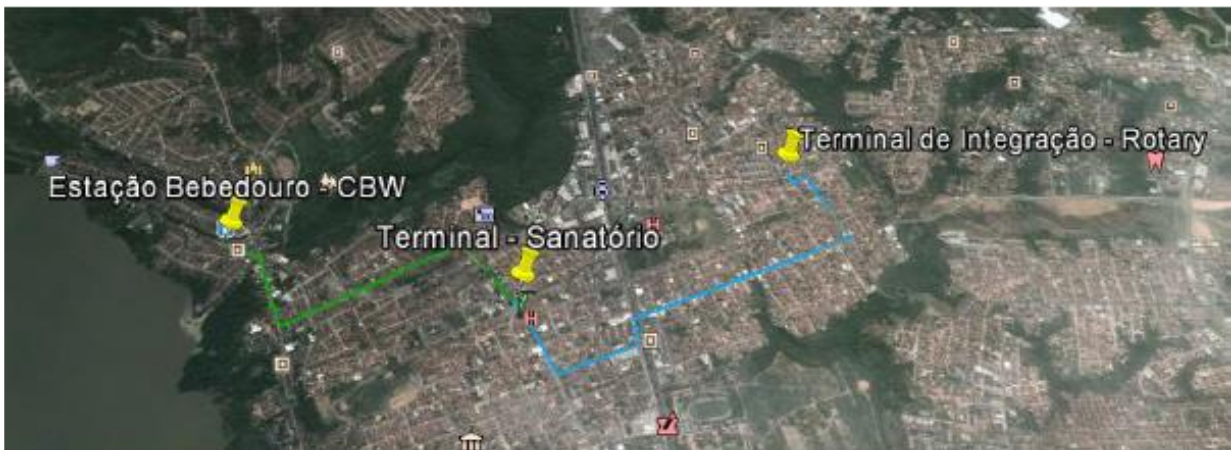 Terminal de Integração - Rotary
Estação Bebedouro - CBW
Terminal - Sanatório